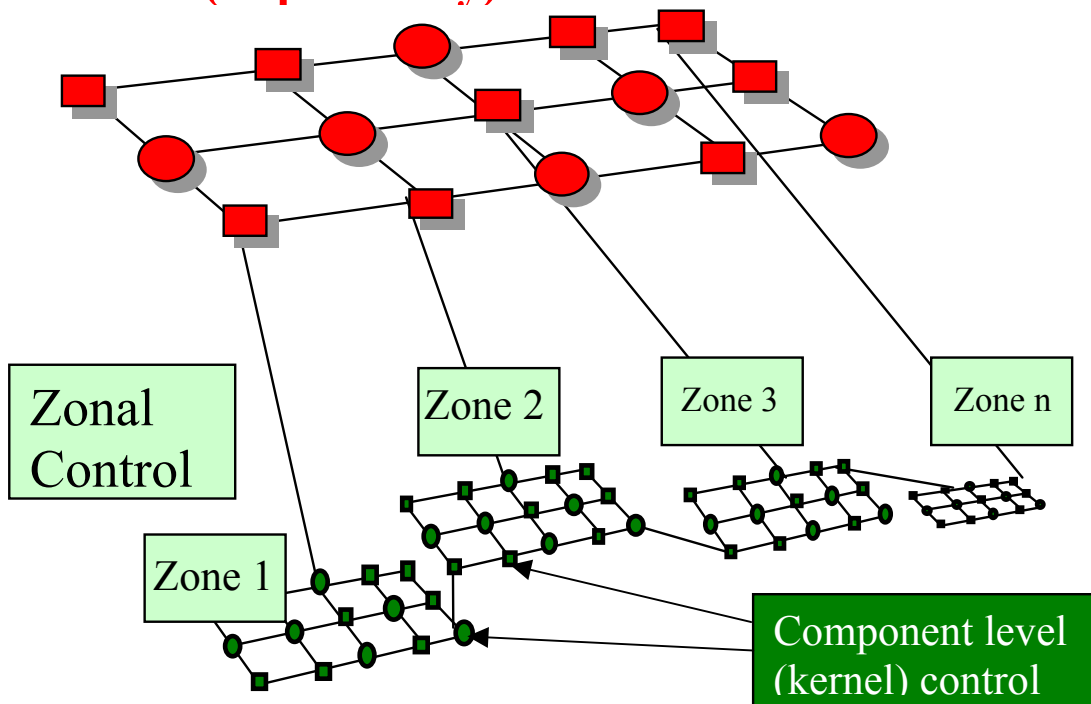 Zonal
Control
Zone 1
Zone 2
Zone 3
Zone n
Component level
(kernel) control